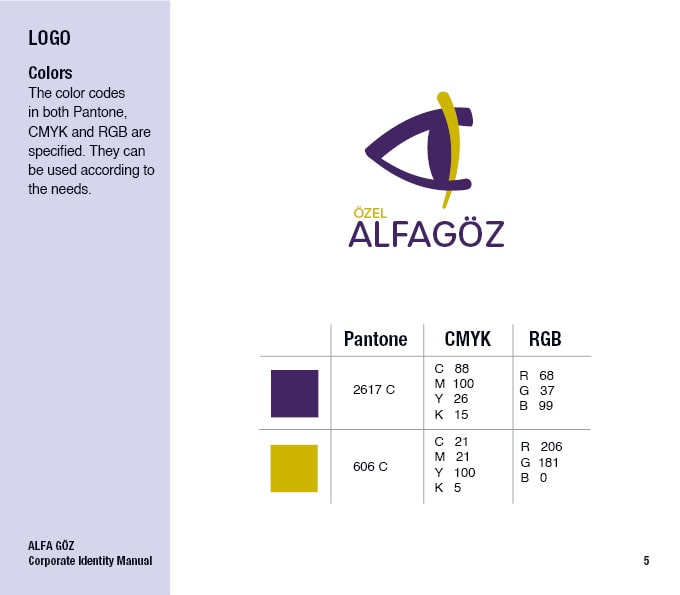 LOGO
Colors
The color codes
in both Pantone,
CMYK and RGB are
specified. They can
be used according to
the needs.
ÖZEL
ALFAGÖZ
Pantone CMYK RGB
2617 C
C 88
M 100
Y 26
K 15
R 68
G 37
B 99
606 C
C 21
M 21
Y 100
K 5
R 206
G 181
B 0
ALFA GÖZ
Corporate Identity Manual
5